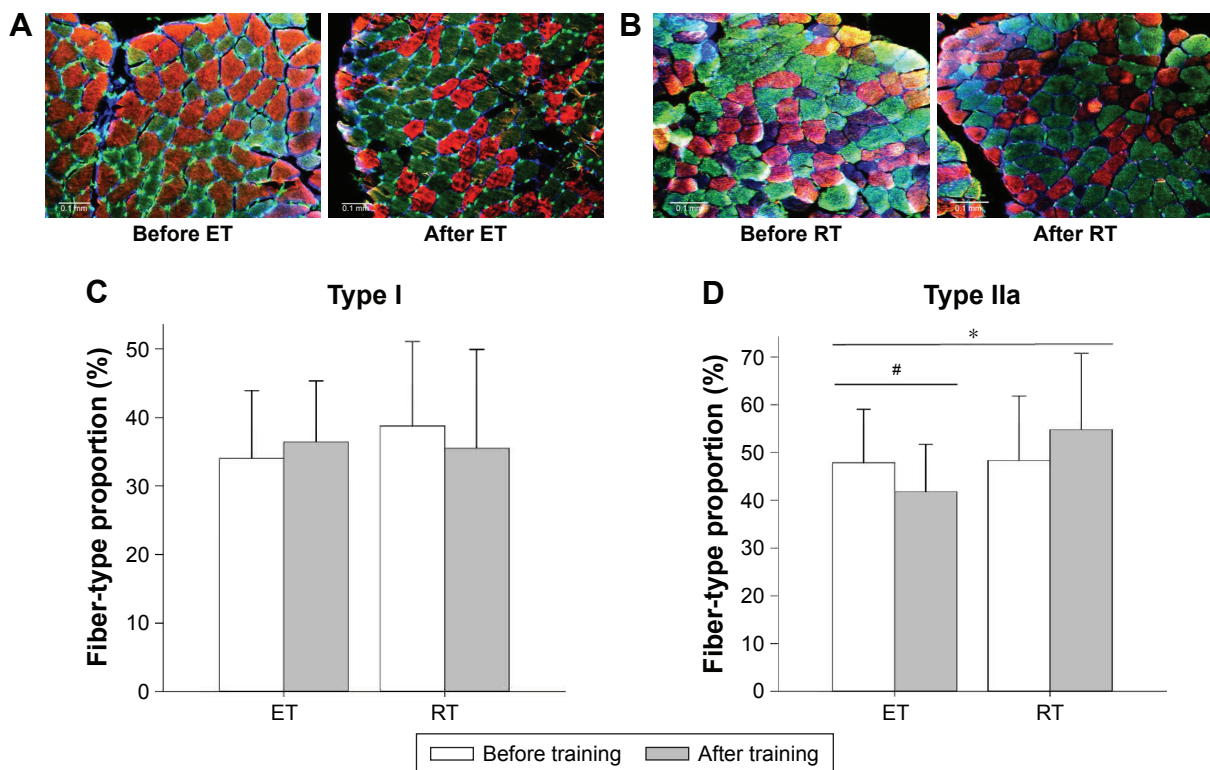 A
B
0.1 mm
0.1 mm
0.1 mm
0.1 mm
Before ET
After ET
Before RT
After RT
C
Type I
Fiber-type proportion (%)
50
40
30
20
10
0
ET
RT
D
Type IIa
Fiber-type proportion (%)
70
60
50
40
30
20
10
0
*
#
ET
RT
Before training
After training